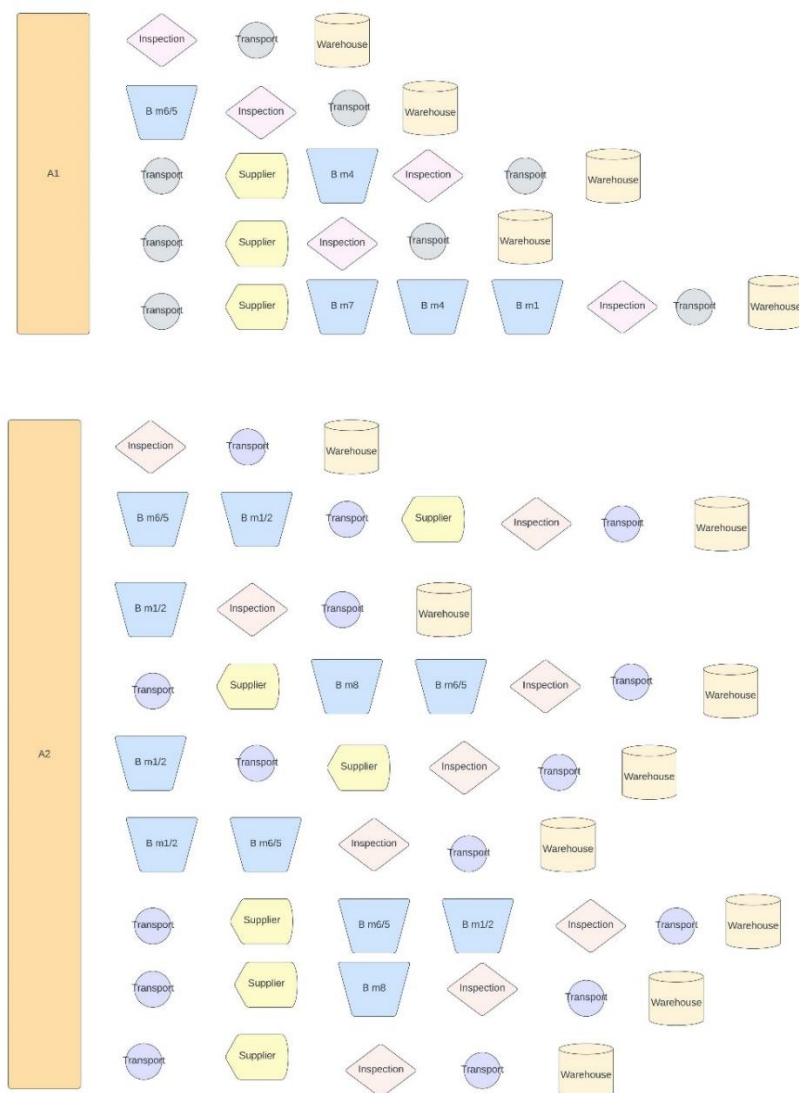 Inspection Transport Warehouse
B m6/5 Inspection Transport Warehouse
A1 Transport Supplier B m4 Inspection Transport Warehouse
Transport Supplier Inspection Transport Warehouse
Transport Supplier B m7 B m4 B m1 Inspection Transport Warehouse
Inspection Transport Warehouse
B m6/5 B m1/2 Transport Supplier Inspection Transport Warehouse
B m1/2 Inspection Transport Warehouse
Transport Supplier B m8 B m6/5 Inspection Transport Warehouse
A2 B m1/2 Transport Supplier Inspection Transport Warehouse
B m1/2 B m6/5 Inspection Transport Warehouse
Transport Supplier B m6/5 B m1/2 Inspection Transport Warehouse
Transport Supplier B m8 Inspection Transport Warehouse
Transport Supplier Inspection Transport Warehouse